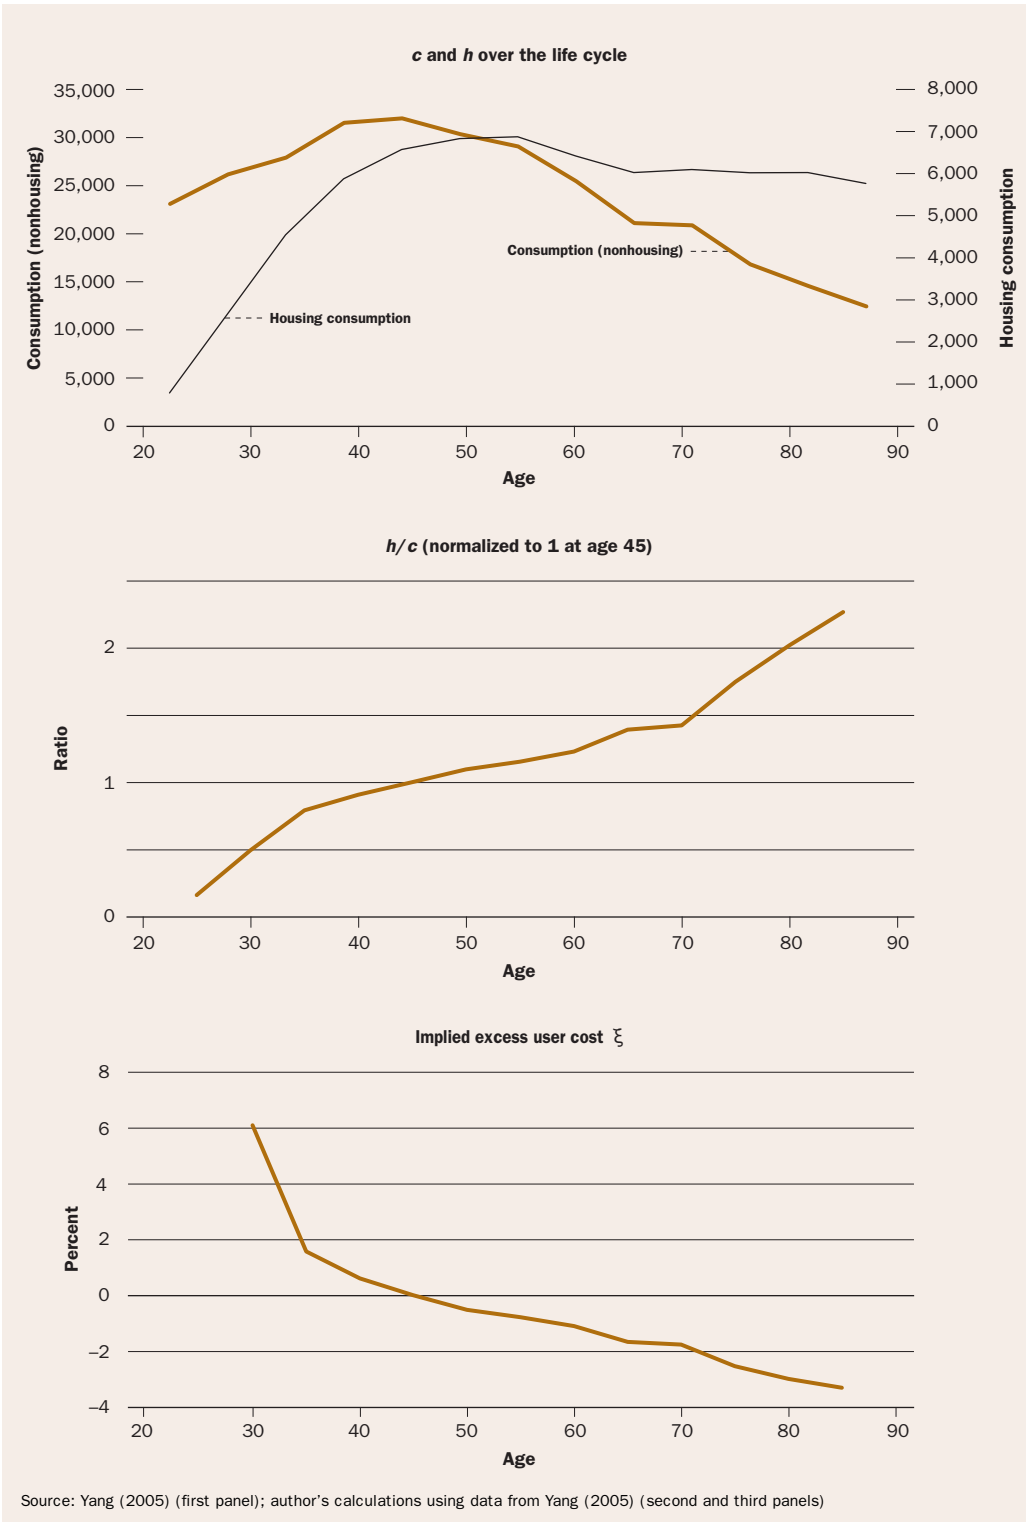 c and h over the life cycle
35,000
30,000
25,000
20,000
15,000
10,000
5,000
0
Consumption (nonhousing)
8,000
7,000
6,000
5,000
4,000
3,000
2,000
1,000
0
Housing consumption
Consumption (nonhousing)
Housing consumption
20 30 40 50 60 70 80 90
Age
h/c (normalized to 1 at age 45)
2
1
0
Ratio
20 30 40 50 60 70 80 90
Age
Implied excess user cost ξ
8
6
4
2
0
–2
–4
Percent
20 30 40 50 60 70 80 90
Age
Source: Yang (2005) (first panel); author’s calculations using data from Yang (2005) (second and third panels)